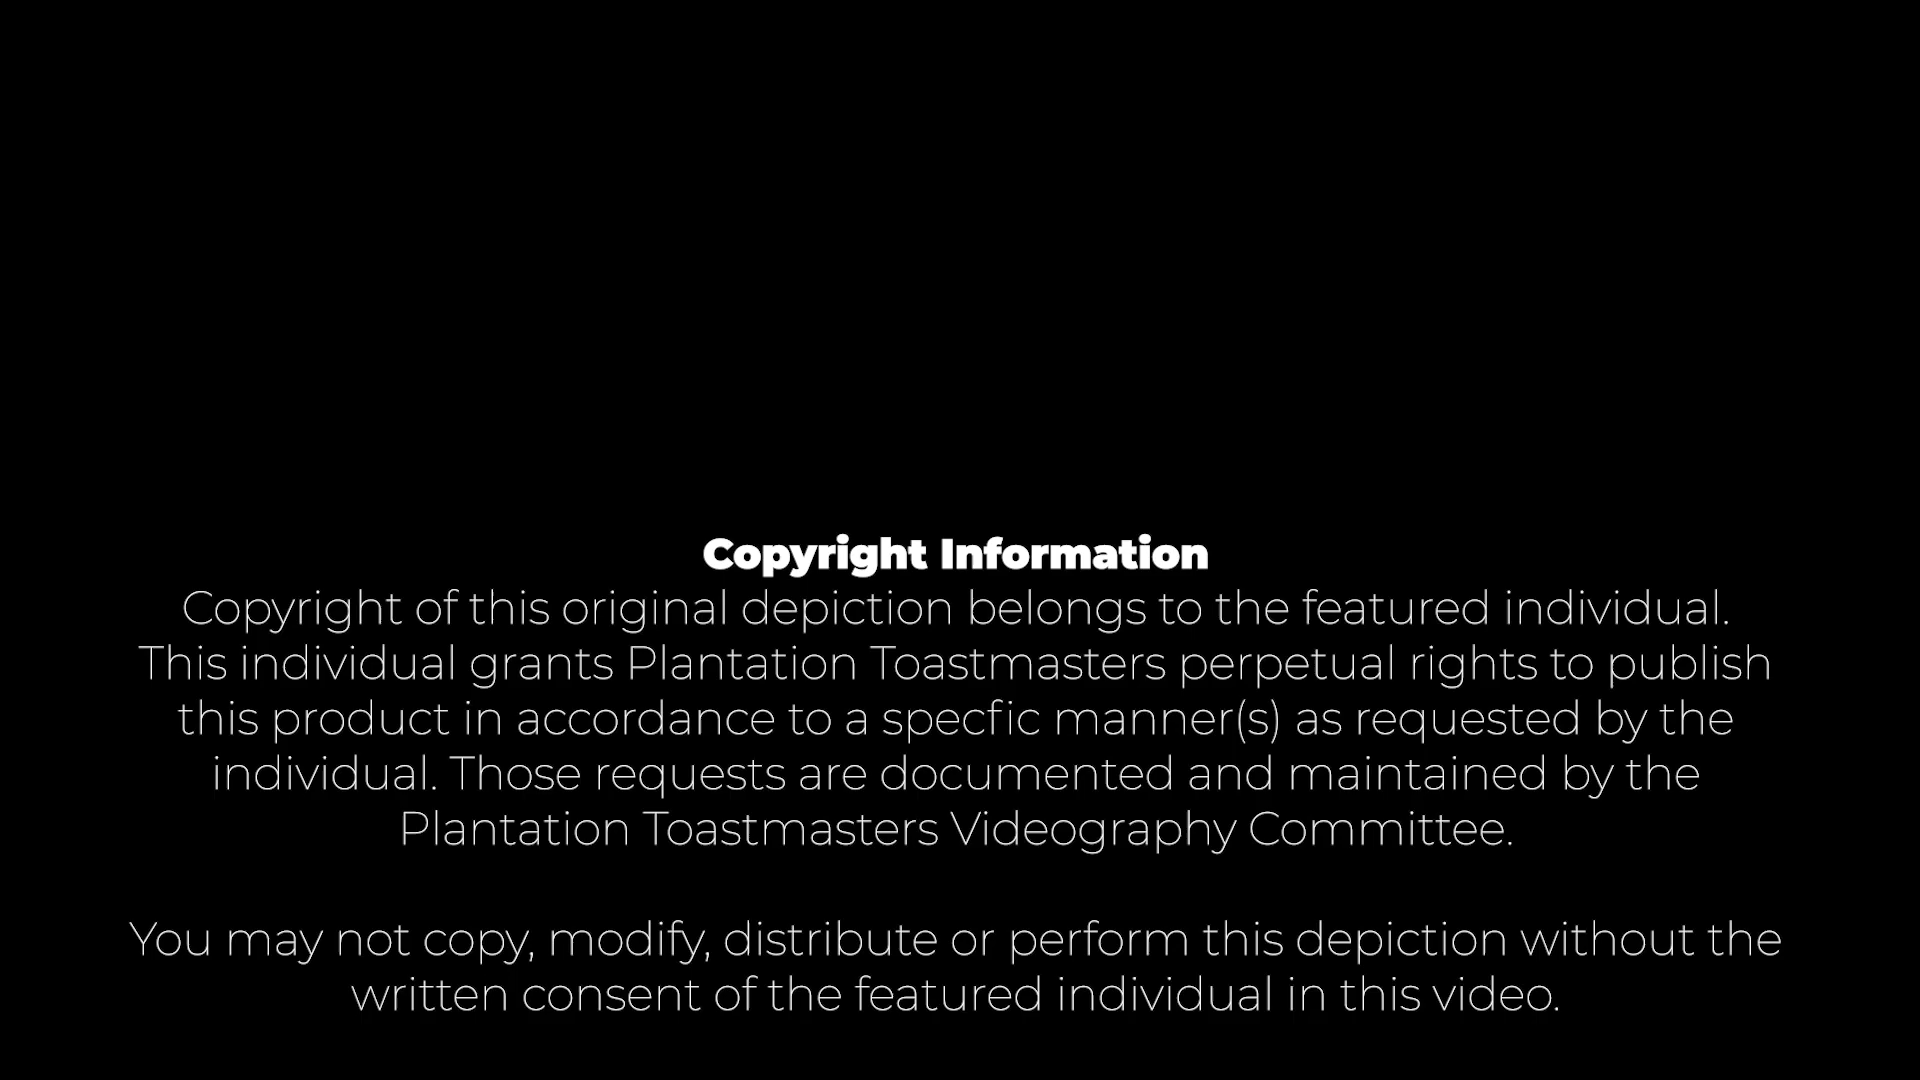 Copyright Information
Copyright of this original depiction belongs to the featured individual.
This individual grants Plantation Toastmasters perpetual rights to publish
this product in accordance to a specfic manner(s) as requested by the
individual. Those requests are documented and maintained by the
Plantation Toastmasters Videography Committee.
You may not copy, modify, distribute or perform this depiction without the
written consent of the featured individual in this video.